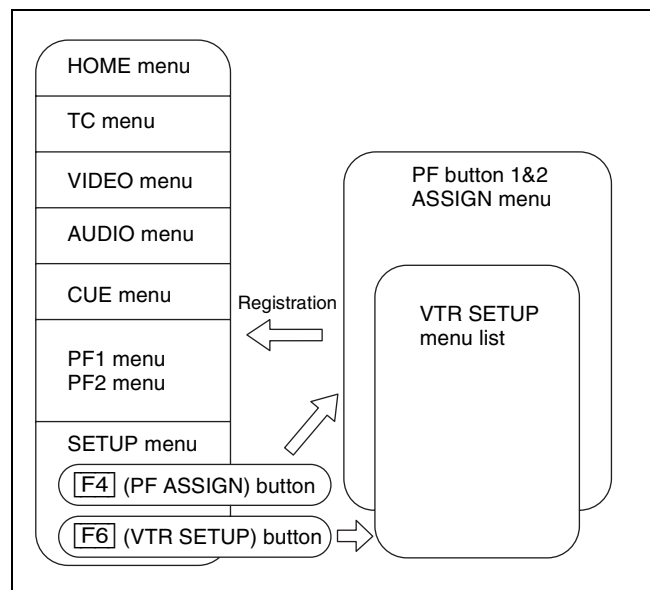 HOME menu
TC menu
VIDEO menu
AUDIO menu
CUE menu
PF1 menu
PF2 menu
SETUP menu
F4 (PF ASSIGN) button
F6 (VTR SETUP) button
Registration
PF button 1&2
ASSIGN menu
VTR SETUP
menu list